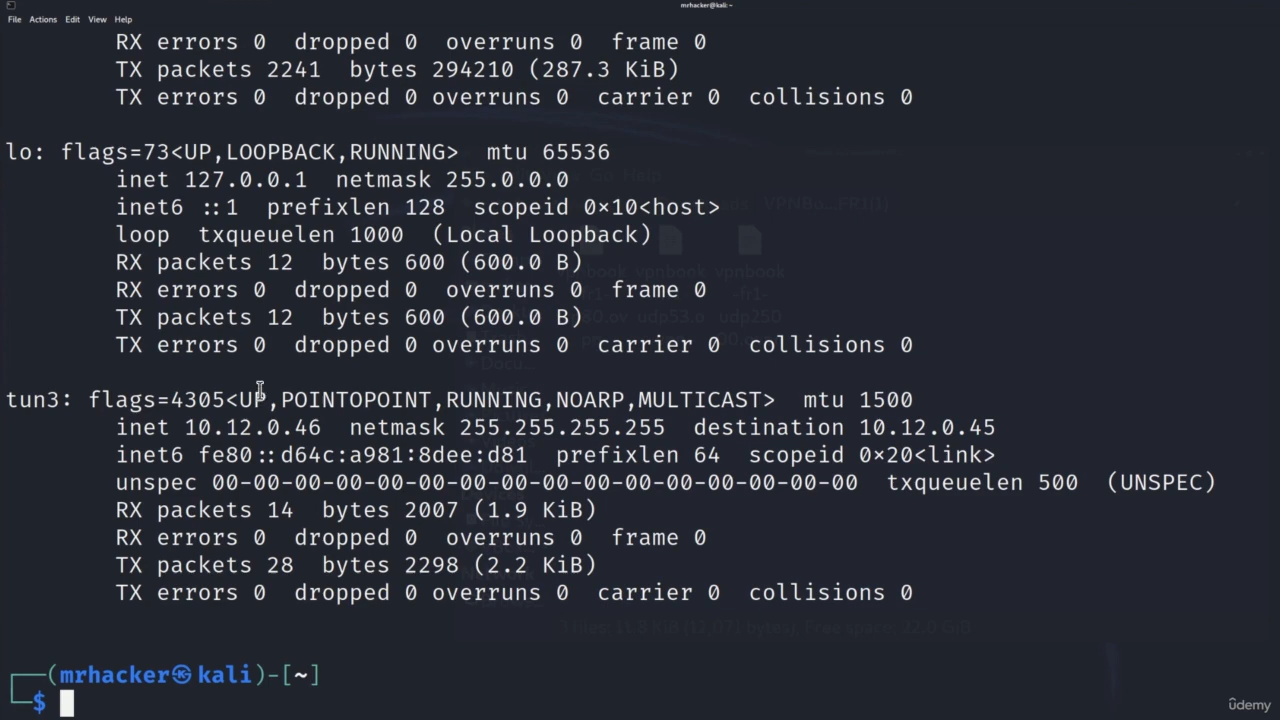 mrhacker@kali: ~
File Actions Edit View Help
RX errors 0 dropped 0 overruns 0 frame 0
TX packets 2241 bytes 294210 (287.3 KiB)
TX errors 0 dropped 0 overruns 0 carrier 0 collisions 0
lo: flags=73<UP,LOOPBACK,RUNNING> mtu 65536
inet 127.0.0.1 netmask 255.0.0.0
inet6 ::1 prefixlen 128 scopeid 0×10<host>
loop txqueuelen 1000 (Local Loopback)
RX packets 12 bytes 600 (600.0 B)
RX errors 0 dropped 0 overruns 0 frame 0
TX packets 12 bytes 600 (600.0 B)
TX errors 0 dropped 0 overruns 0 carrier 0 collisions 0
tun3: flags=4305<UP,POINTOPOINT,RUNNING,NOARP,MULTICAST> mtu 1500
inet 10.12.0.46 netmask 255.255.255.255 destination 10.12.0.45
inet6 fe80::d64c:a981:8dee:d81 prefixlen 64 scopeid 0×20<link>
unspec 00-00-00-00-00-00-00-00-00-00-00-00-00-00-00-00 txqueuelen 500 (UNSPEC)
RX packets 14 bytes 2007 (1.9 KiB)
RX errors 0 dropped 0 overruns 0 frame 0
TX packets 28 bytes 2298 (2.2 KiB)
TX errors 0 dropped 0 overruns 0 carrier 0 collisions 0
(mrhacker㉿kali)-[~]
$
ûdemy